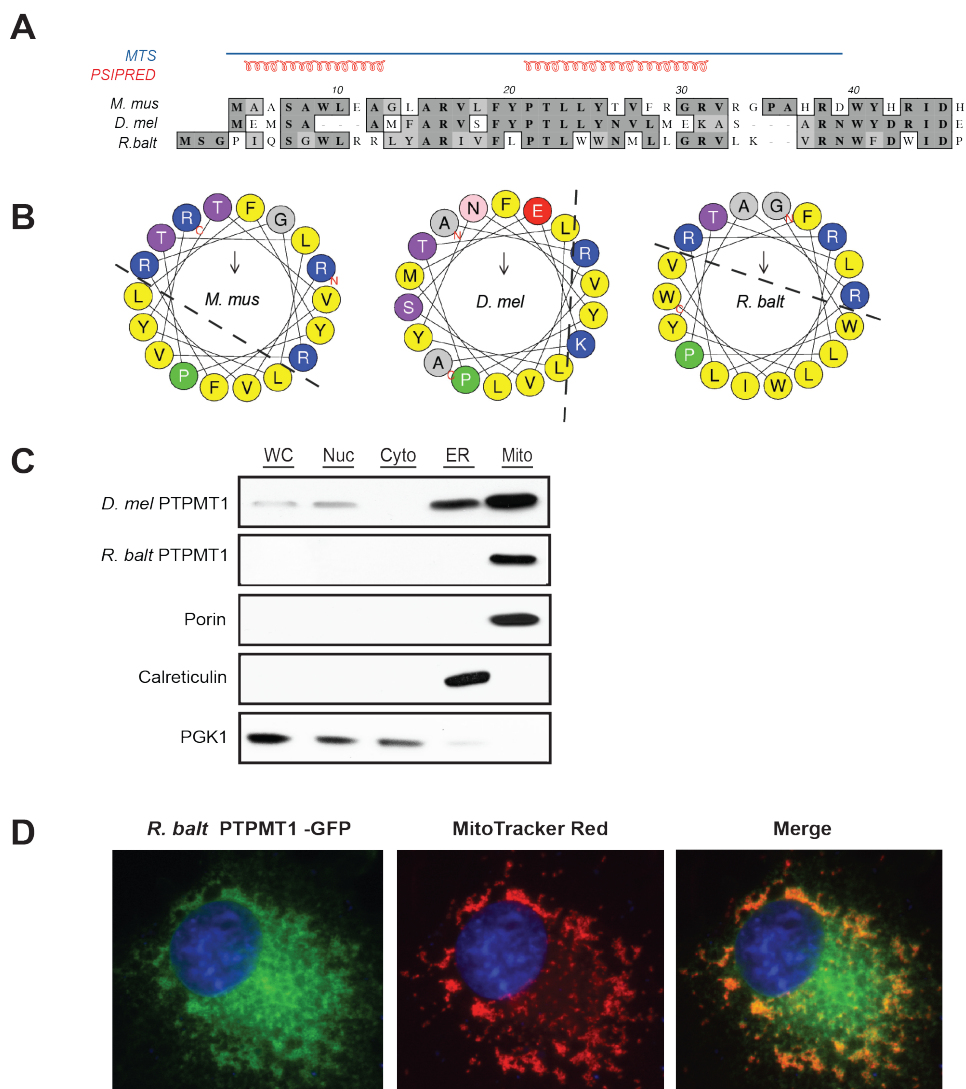 A
MTS
PSIPRED
10 20 30 40
M. mus M A A S A W L E A G L A R V L F Y P T L L Y T V F R G R V R G P A H R D W Y H R I D H
D. mel M E M S A - - - A M F A R V S F Y P T L L Y N V L M E K A S - - - A R N W Y D R I D E
R.balt M S G P I Q S G W L R R L Y A R I V F L P T L W W N M L L G R V L K - - V R N W F D W I D P
B
T F G L R N V Y R L V F P V Y L R T R C
M. mus
N F E L R V Y K L V L P C A Y S M T A N
D. mel
A G N F R L R W L L W I L P Y W C V R T
R. balt
C
WC Nuc Cyto ER Mito
D. mel PTPMT1
R. balt PTPMT1
Porin
Calreticulin
PGK1
D
R. balt PTPMT1 -GFP MitoTracker Red Merge